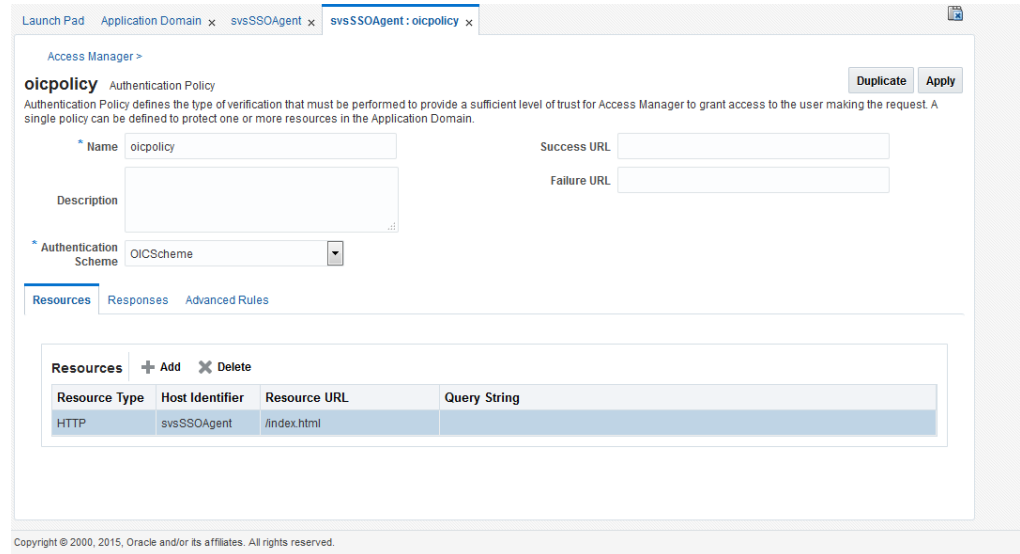 Launch Pad Application Domain x svsSSOAgent x svsSSOAgent : oicpolicy x
Access Manager >
oicpolicy Authentication Policy Duplicate Apply
Authentication Policy defines the type of verification that must be performed to provide a sufficient level of trust for Access Manager to grant access to the user making the request. A
single policy can be defined to protect one or more resources in the Application Domain.
* Name oicpolicy Success URL
Failure URL
Description
* Authentication
Scheme OICScheme
Resources Responses Advanced Rules
Resources Add Delete
Resource Type Host Identifier Resource URL Query String
HTTP svsSSOAgent /index.html
Copyright © 2000, 2015, Oracle and/or its affiliates. All rights reserved.